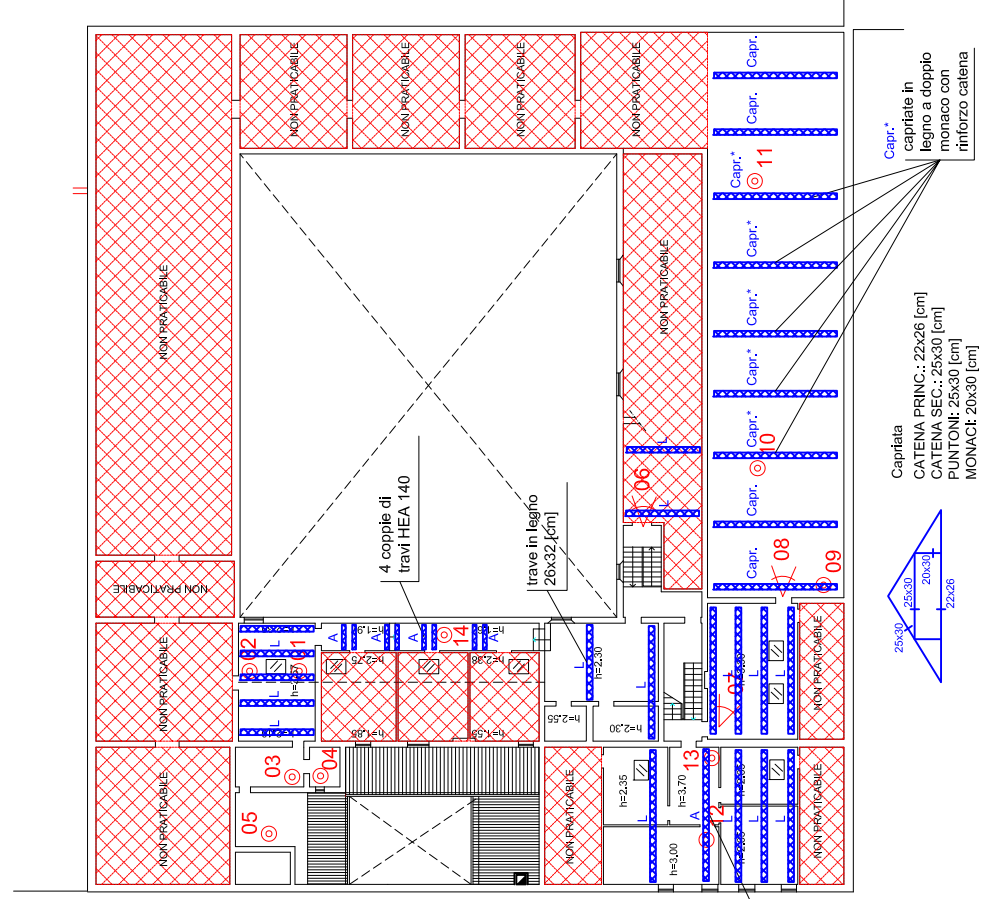 NON PRATICABILE
NON PRATICABILE
NON PRATICABILE
NON PRATICABILE
NON PRATICABILE
NON PRATICABILE
NON PRATICABILE
NON PRATICABILE
NON PRATICABILE
NON PRATICABILE
NON PRATICABILE
NON PRATICABILE
NON PRATICABILE
Capr.
Capr.
Capr.*
Capr.*
Capr.*
Capr.*
Capr.*
Capr.
Capr.
Capr.*
capriate in
legno a doppio
monaco con
rinforzo catena
Capriata
CATENA PRINC.: 22x26 [cm]
CATENA SEC.: 25x30 [cm]
PUNTONI: 25x30 [cm]
MONACI: 20x30 [cm]
25x30
25x30
20x30
22x26
4 coppie di
travi HEA 140
trave in legno
26x32 [cm]
01
02
03
04
05
06
07
08
09
10
11
12
13
14
h=2.75
h=2.38
h=1.85
h=1.55
h=2.30
h=2.55
h=2.30
h=2.35
h=3.70
h=3.00
A
A
A
A
A
L
L
L
L
L
L
L
L
L
L
L
L
L